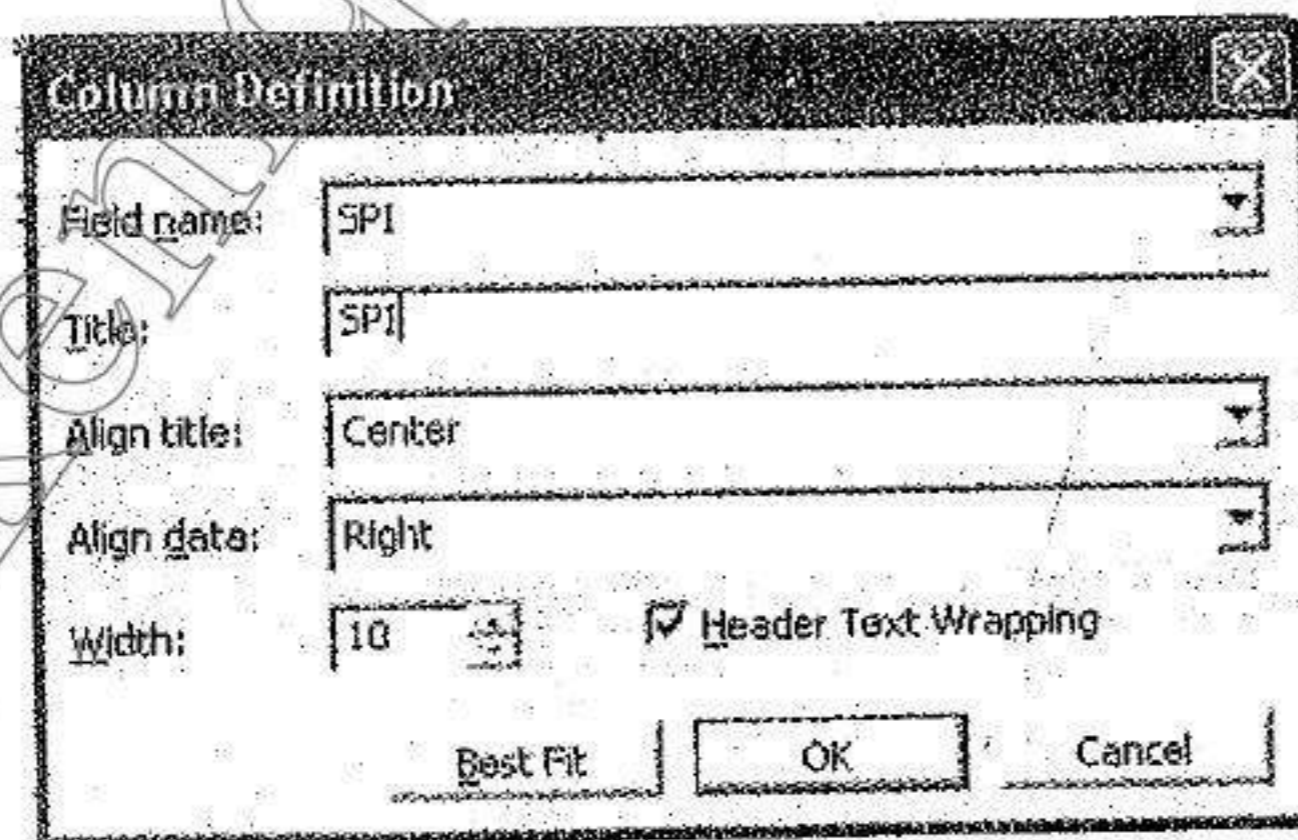 Column Definition
Field name: SPI
Title: SPI
Align title: Center
Align data: Right
Width: 10 Header Text Wrapping
Best Fit OK Cancel